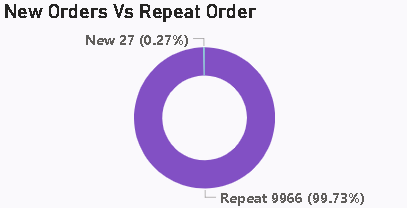 New Orders Vs Repeat Order
New 27 (0.27%)
Repeat 9966 (99.73%)